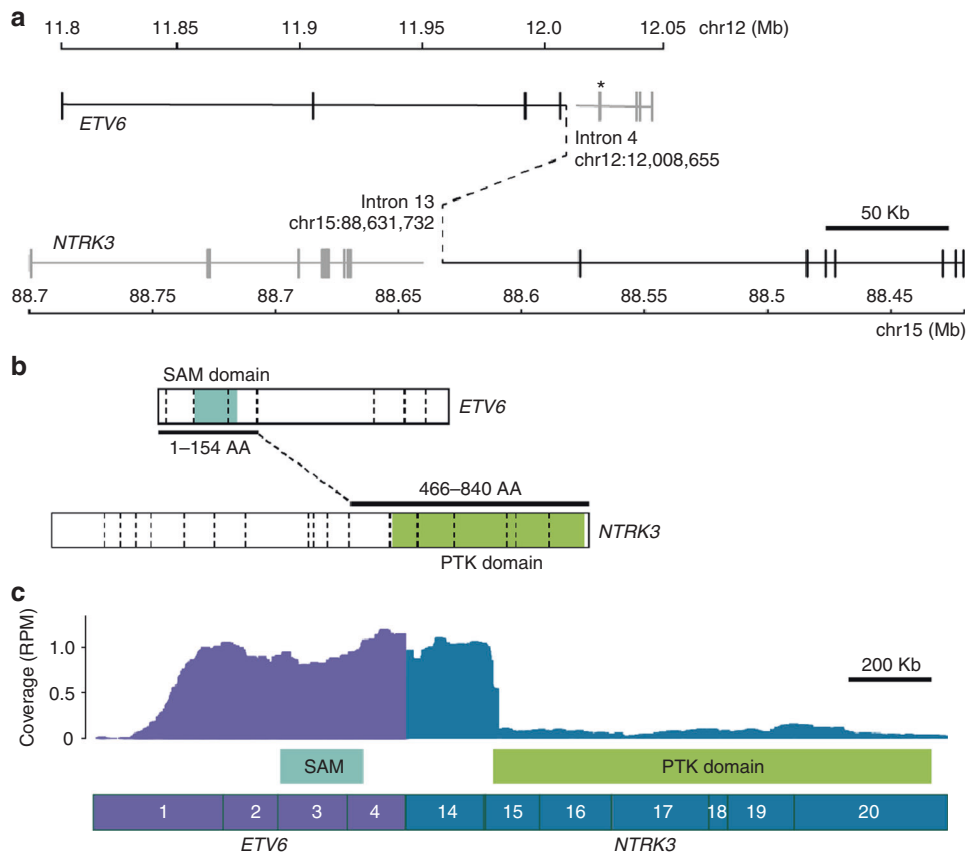 a
11.8 11.85 11.9 11.95 12.0 12.05 chr12 (Mb)
*
ETV6
Intron 4
chr12:12,008,655
Intron 13
chr15:88,631,732
50 Kb
NTRK3
88.7 88.75 88.7 88.65 88.6 88.55 88.5 88.45
chr15 (Mb)
b
SAM domain
ETV6
1–154 AA
466–840 AA
NTRK3
PTK domain
c
Coverage (RPM)
1.0
0.5
0
200 Kb
SAM PTK domain
1 2 3 4 14 15 16 17 18 19 20
ETV6 NTRK3